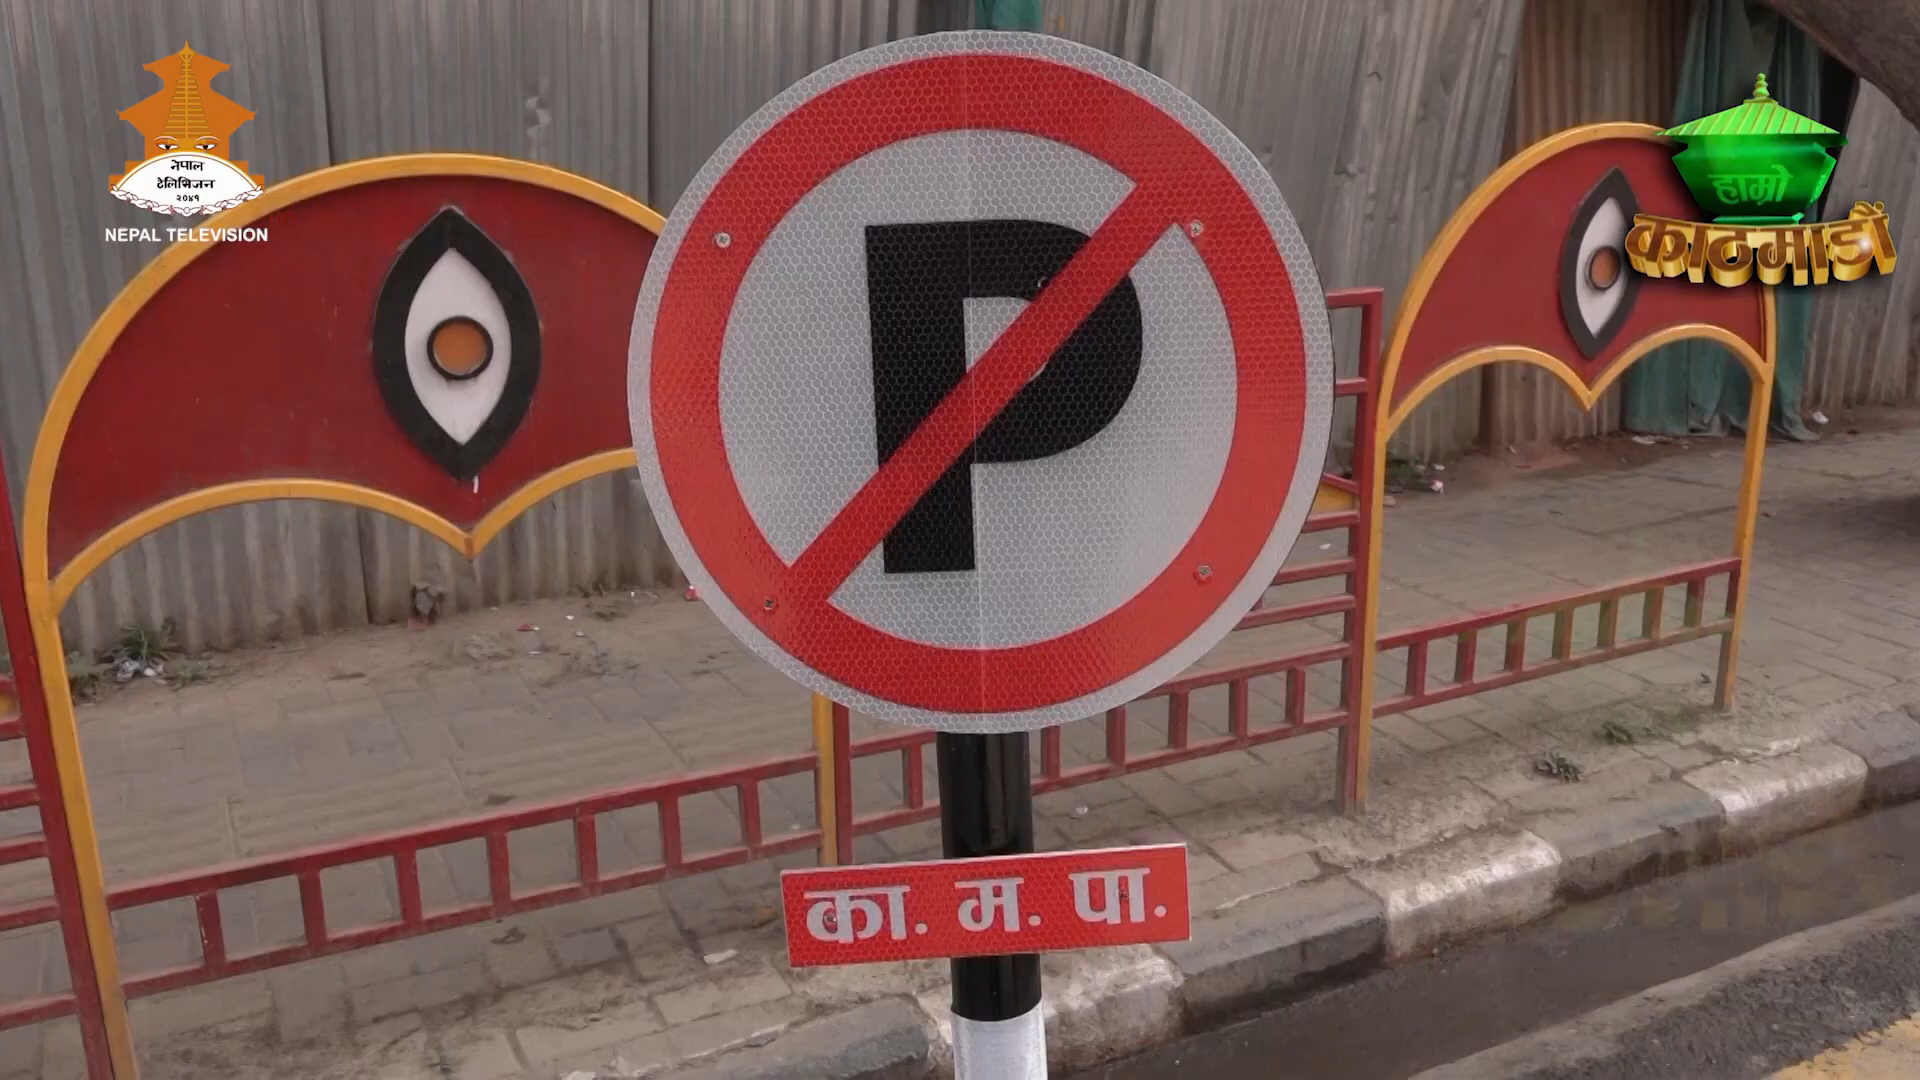 नेपाल
टेलिभिजन
२०४१
NEPAL TELEVISION
हाम्रो
काठमाडौं
P
का. म. पा.